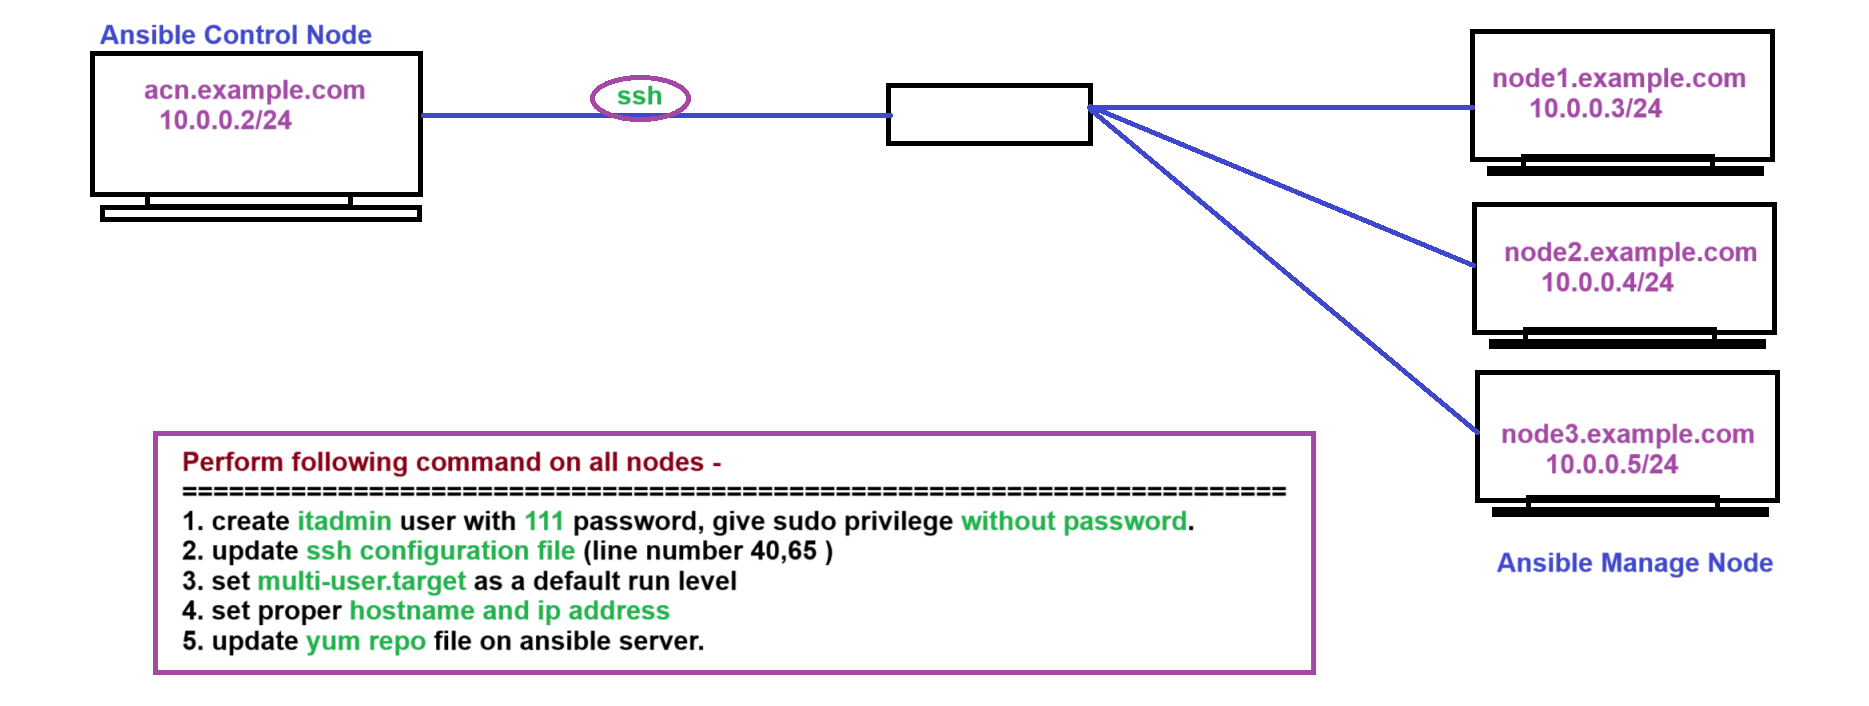 Ansible Control Node
acn.example.com
10.0.0.2/24
ssh
node1.example.com
10.0.0.3/24
node2.example.com
10.0.0.4/24
node3.example.com
10.0.0.5/24
Ansible Manage Node
Perform following command on all nodes -
=======================================================================
1. create itadmin user with 111 password, give sudo privilege without password.
2. update ssh configuration file (line number 40,65 )
3. set multi-user.target as a default run level
4. set proper hostname and ip address
5. update yum repo file on ansible server.